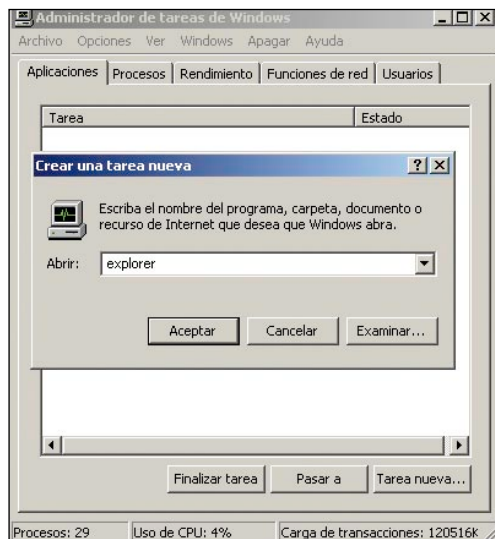 Administrador de tareas de Windows
Archivo Opciones Ver Windows Apagar Ayuda
Aplicaciones Procesos Rendimiento Funciones de red Usuarios
Tarea Estado
Crear una tarea nueva
Escriba el nombre del programa, carpeta, documento o
recurso de Internet que desea que Windows abra.
Abrir: explorer
Aceptar Cancelar Examinar...
Finalizar tarea Pasar a Tarea nueva...
Procesos: 29 Uso de CPU: 4% Carga de transacciones: 120516K